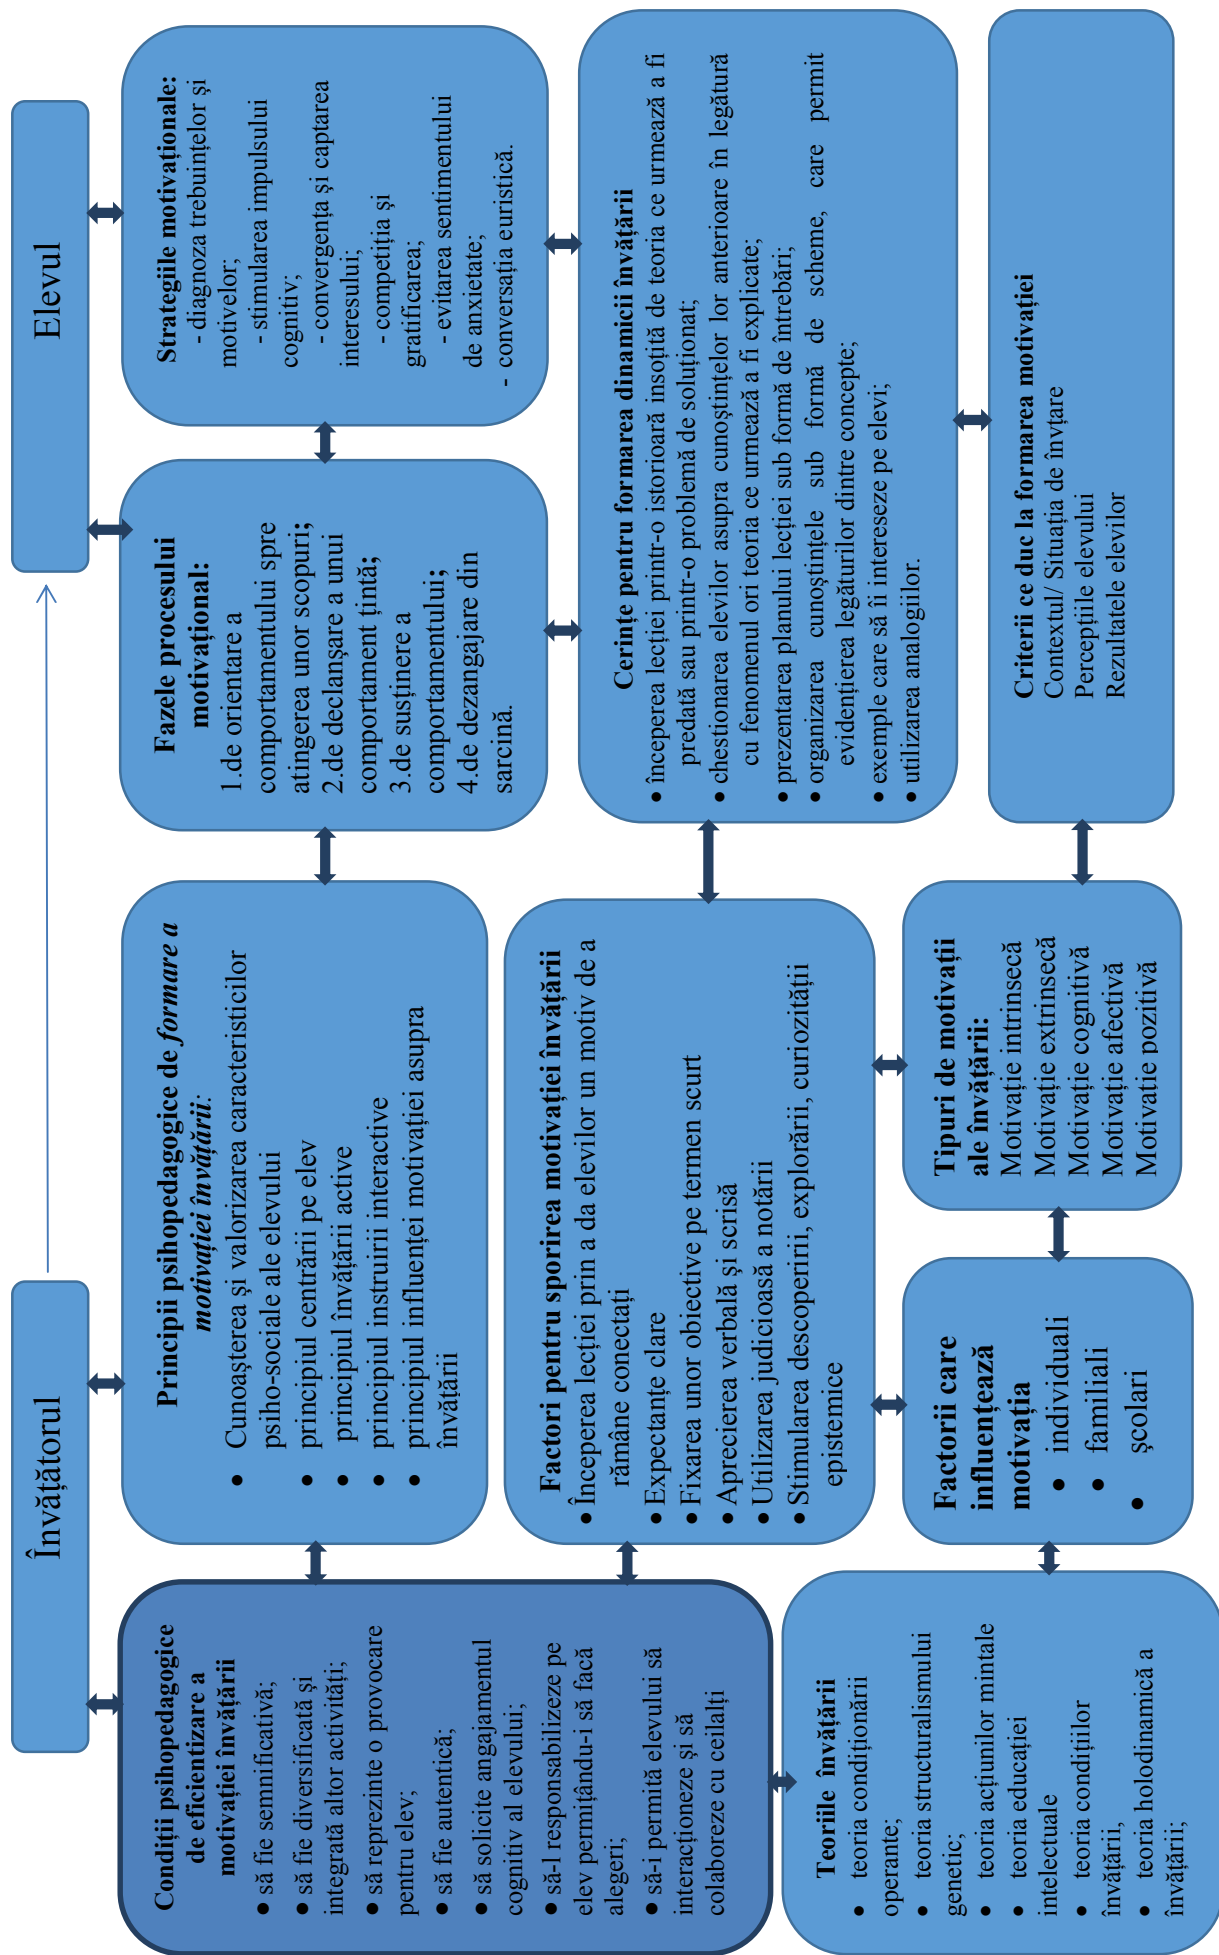 Învățătorul
Elevul
Condiții psihopedagogice
de eficientizare a
motivației învățării
• să fie semnificativă;
• să fie diversificată și
integrată altor activități;
• să reprezinte o provocare
pentru elev;
• să fie autentică;
• să solicite angajamentul
cognitiv al elevului;
• să-l responsabilizeze pe
elev permițându-i să facă
alegeri;
• să-i permită elevului să
interacționeze și să
colaboreze cu ceilalți
Principii psihopedagogice de formare a
motivației învățării:
• Cunoașterea și valorizarea caracteristicilor
psiho-sociale ale elevului
• principiul centrării pe elev
• principiul învățării active
• principiul instruirii interactive
• principiul influenței motivației asupra
învățării
Fazele procesului
motivațional:
1.de orientare a
comportamentului spre
atingerea unor scopuri;
2.de declanșare a unui
comportament țintă;
3.de susținere a
comportamentului;
4.de dezangajare din
sarcină.
Strategiile motivaționale:
- diagnoza trebuințelor și
motivelor;
- stimularea impulsului
cognitiv;
- convergența și captarea
interesului;
- competiția și
gratificarea;
- evitarea sentimentului
de anxietate;
- conversația euristică.
Factori pentru sporirea motivației învățării
• Începerea lecției prin a da elevilor un motiv de a
rămâne conectați
• Expectanțe clare
• Fixarea unor obiective pe termen scurt
• Aprecierea verbală și scrisă
• Utilizarea judicioasă a notării
• Stimularea descoperirii, explorării, curiozității
epistemice
Cerințe pentru formarea dinamicii învățării
• începerea lecției printr-o istorioară insoțită de teoria ce urmează a fi
predată sau printr-o problemă de soluționat;
• chestionarea elevilor asupra cunoștințelor lor anterioare în legătură
cu fenomenul ori teoria ce urmează a fi explicate;
• prezentarea planului lecției sub formă de întrebări;
• organizarea cunoștințele sub formă de scheme, care permit
evidențierea legăturilor dintre concepte;
• exemple care să îi intereseze pe elevi;
• utilizarea analogiilor.
Teoriile învățării
• teoria condiționării
operante;
• teoria structuralismului
genetic;
• teoria acțiunilor mintale
• teoria educației
intelectuale
• teoria condițiilor
învățării,
• teoria holodinamică a
învățării;
Factorii care
influențează
motivația
• individuali
• familiali
• școlari
Tipuri de motivații
ale învățării:
Motivație intrinsecă
Motivație extrinsecă
Motivație cognitivă
Motivație afectivă
Motivație pozitivă
Criterii ce duc la formarea motivației
Contextul/ Situația de învțare
Percepțiile elevului
Rezultatele elevilor